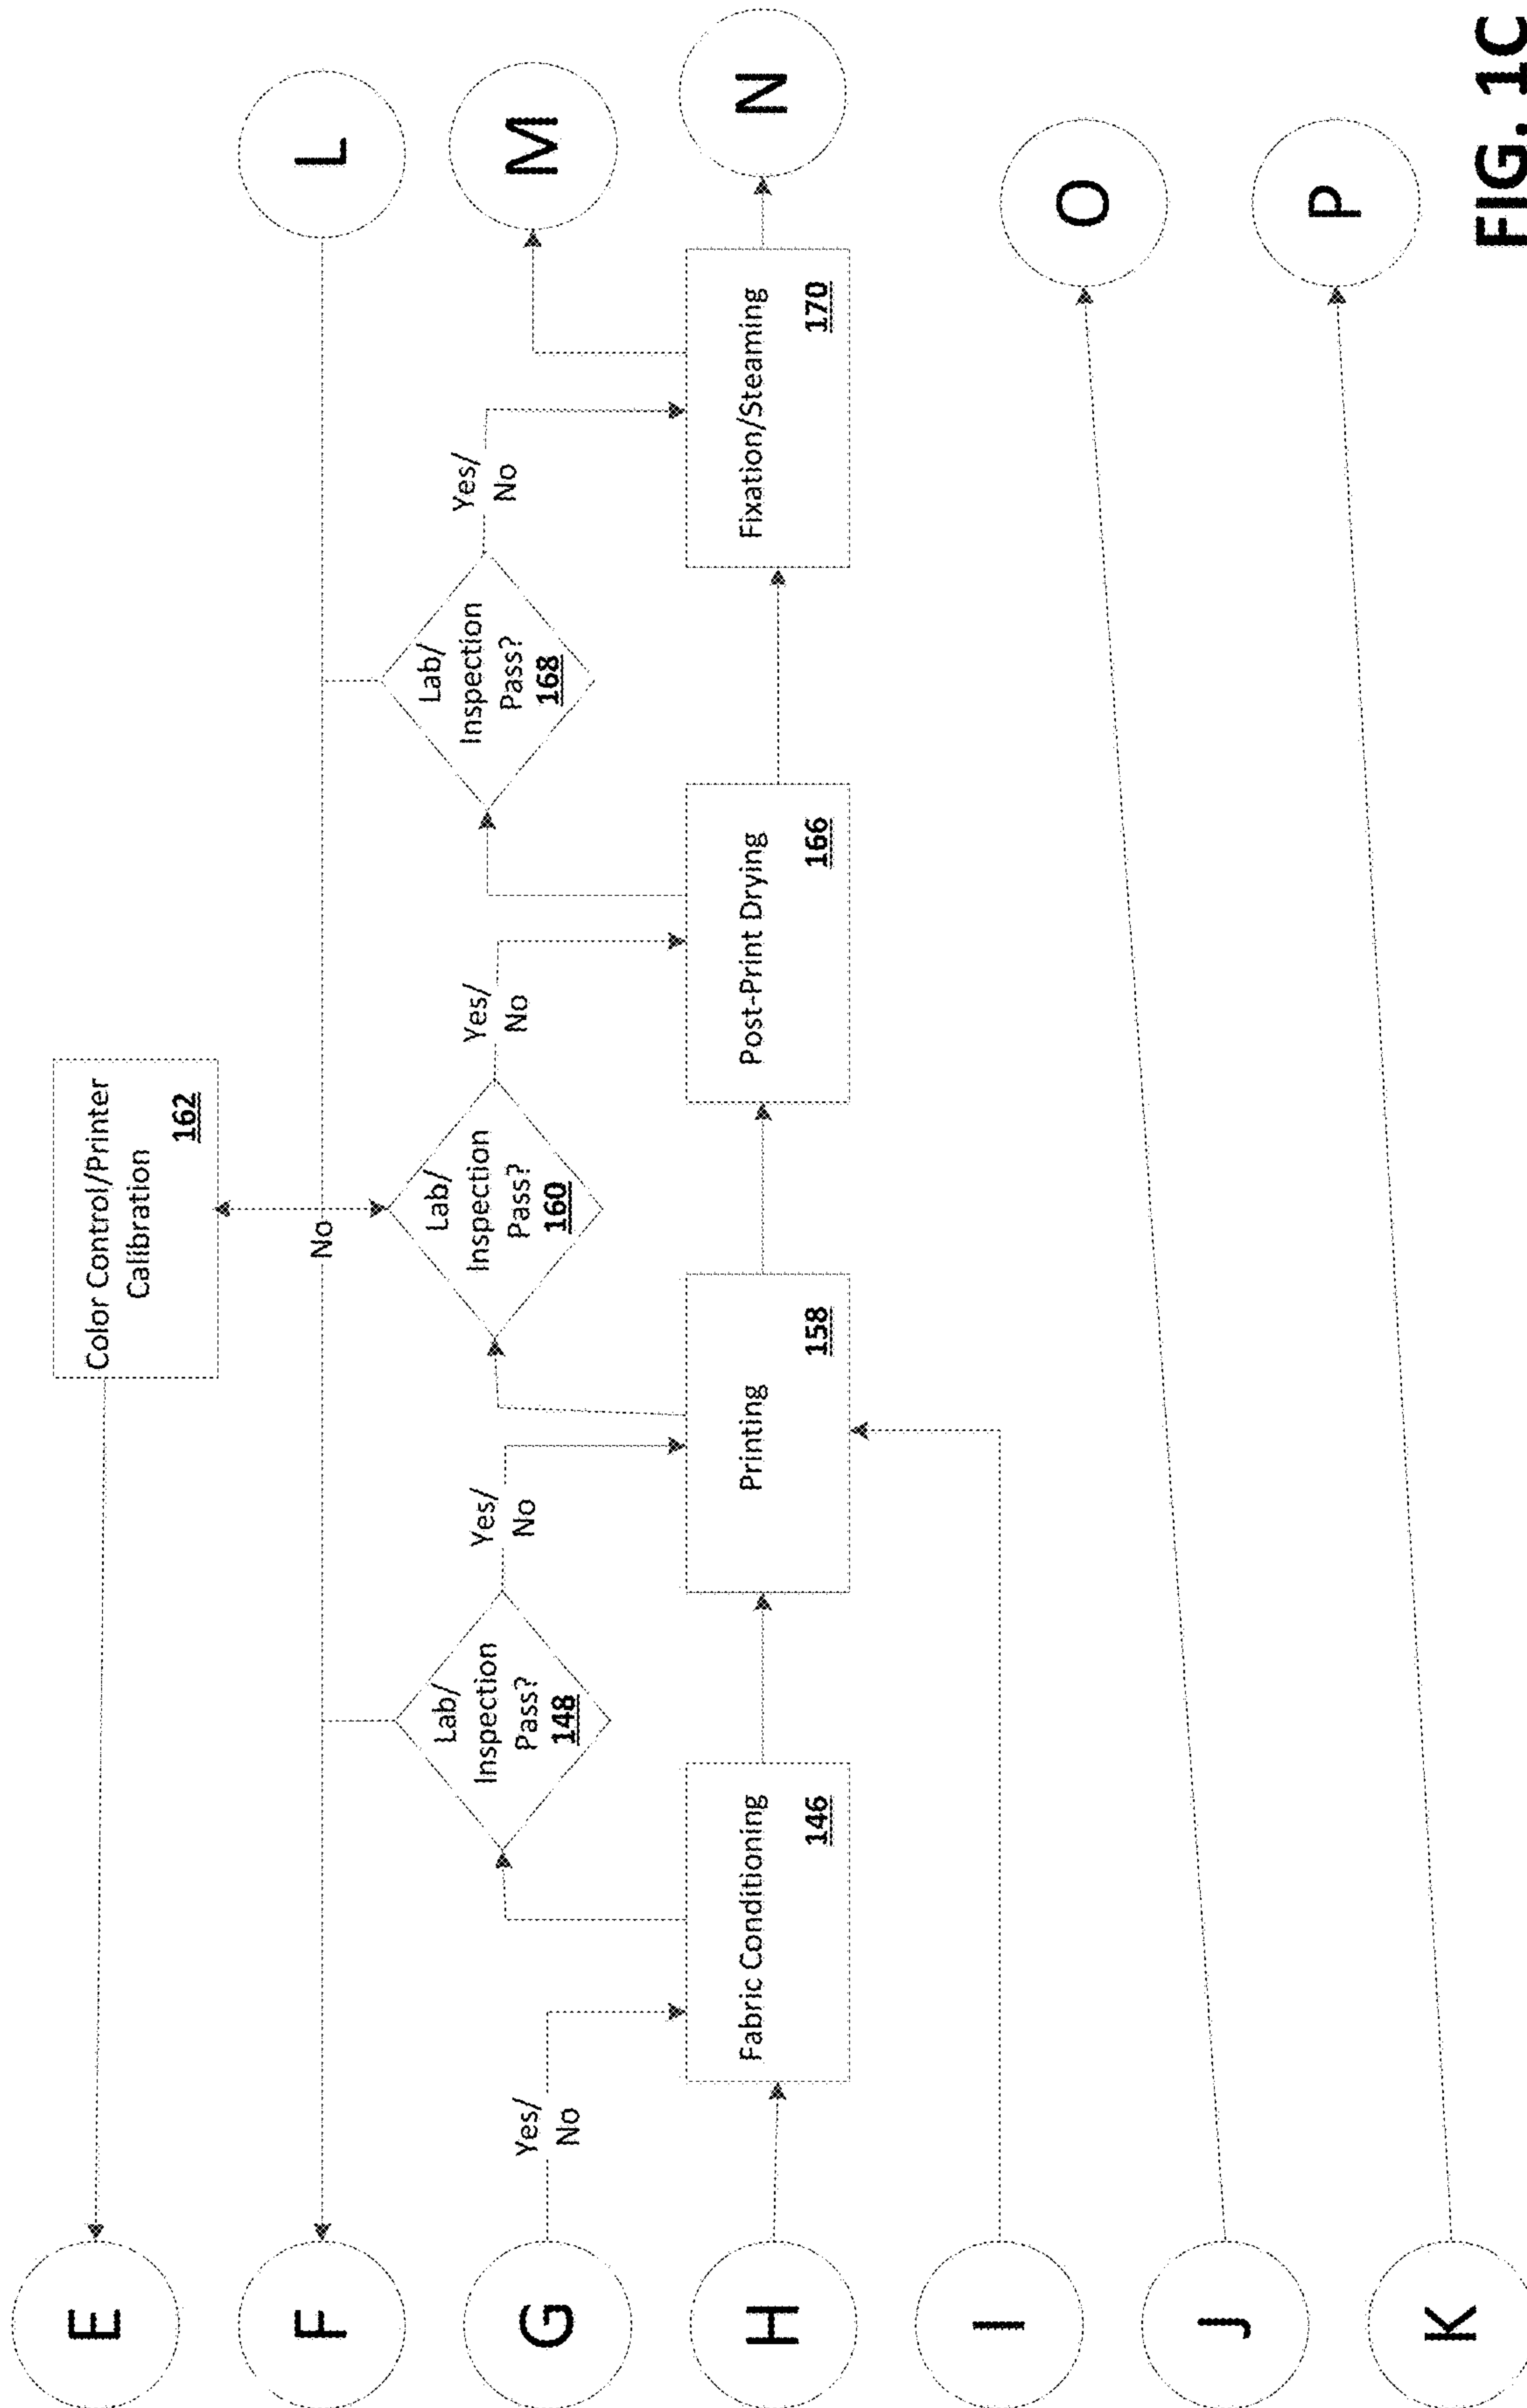 E
Color Control/Printer
Calibration
162
F
No
L
G
Yes/
No
Lab/
Inspection
Pass?
148
Yes/
No
Lab/
Inspection
Pass?
160
Yes/
No
Lab/
Inspection
Pass?
168
Yes/
No
M
H
Fabric Conditioning
146
Printing
158
Post-Print Drying
166
Fixation/Steaming
170
N
I
J
O
K
P
FIG. 1C